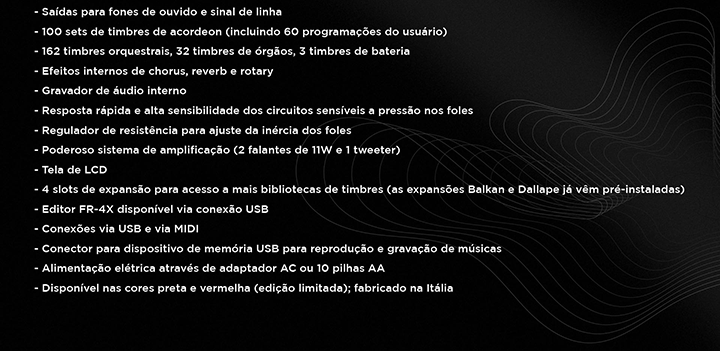 - Saídas para fones de ouvido e sinal de linha
- 100 sets de timbres de acordeon (incluindo 60 programações do usuário)
- 162 timbres orquestrais, 32 timbres de órgãos, 3 timbres de bateria
- Efeitos internos de chorus, reverb e rotary
- Gravador de áudio interno
- Resposta rápida e alta sensibilidade dos circuitos sensíveis a pressão nos foles
- Regulador de resistência para ajuste da inércia dos foles
- Poderoso sistema de amplificação (2 falantes de 11W e 1 tweeter)
- Tela de LCD
- 4 slots de expansão para acesso a mais bibliotecas de timbres (as expansões Balkan e Dallape já vêm pré-instaladas)
- Editor FR-4X disponível via conexão USB
- Conexões via USB e via MIDI
- Conector para dispositivo de memória USB para reprodução e gravação de músicas
- Alimentação elétrica através de adaptador AC ou 10 pilhas AA
- Disponível nas cores preta e vermelha (edição limitada); fabricado na Itália